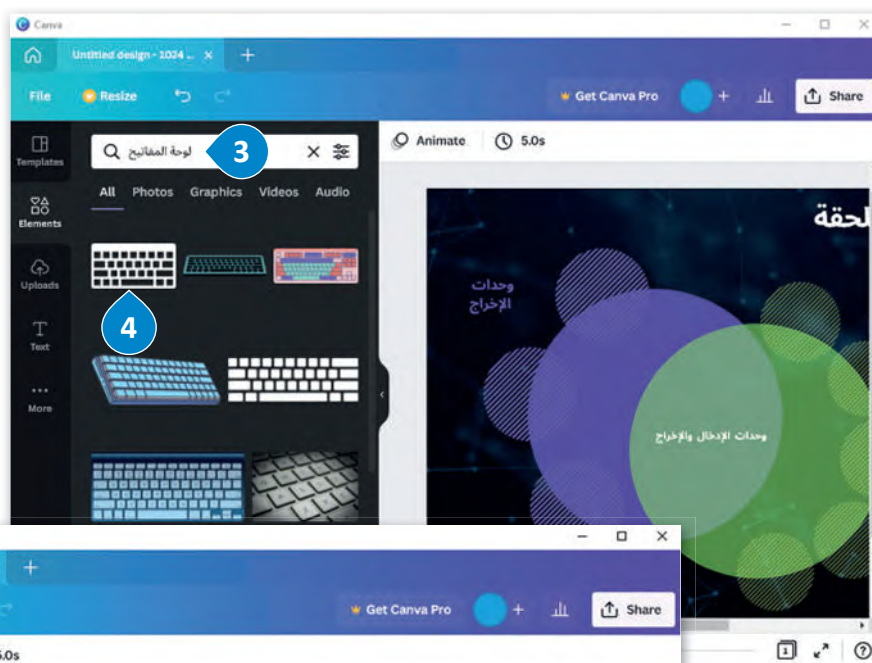 Canva
Untitled design - 1024 ...
File
Resize
Get Canva Pro
Share
Templates
Elements
Uploads
Text
More
لوحة المفاتيح
3
All Photos Graphics Videos Audio
4
Animate
5.0s
لحقة
وحدات
الإخراج
وحدات الإدخال والإخراج
Get Canva Pro
Share
5.0s
1